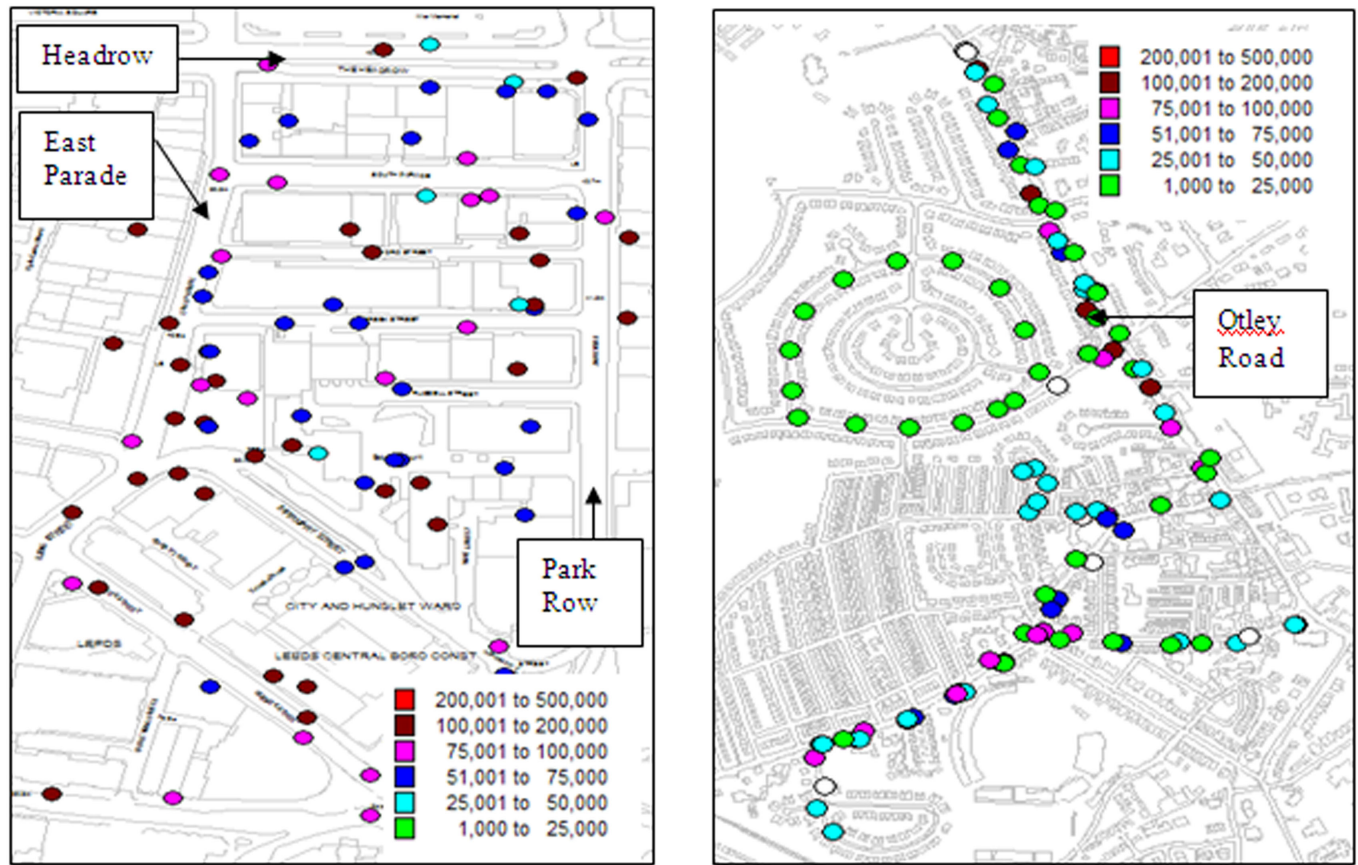 Headrow
THE HEADROW
East
Parade
SOUTH PARADE
Park
Row
CITY AND HUNSLET WARD
LEEDS
LEEDS CENTRAL BORO CONST
200,001 to 500,000
100,001 to 200,000
75,001 to 100,000
51,001 to 75,000
25,001 to 50,000
1,000 to 25,000
200,001 to 500,000
100,001 to 200,000
75,001 to 100,000
51,001 to 75,000
25,001 to 50,000
1,000 to 25,000
Otley
Road